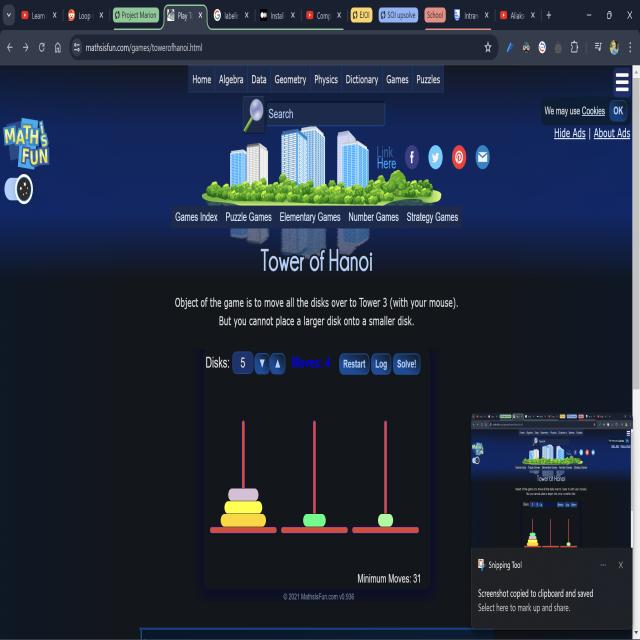 Learn
Loop
Project Marion
Play T
labeli
Instal
Comp
EJOI
SOI upsolve
School
Intran
Aliaks
mathsisfun.com/games/towerofhanoi.html
Home Algebra Data Geometry Physics Dictionary Games Puzzles
Search
We may use Cookies OK
Hide Ads | About Ads
MATHS FUN
Link
Here
Games Index Puzzle Games Elementary Games Number Games Strategy Games
Tower of Hanoi
Object of the game is to move all the disks over to Tower 3 (with your mouse).
But you cannot place a larger disk onto a smaller disk.
Disks: 5 Moves: 4 Restart Log Solve!
Minimum Moves: 31
© 2021 MathsIsFun.com v0.936
Snipping Tool
Screenshot copied to clipboard and saved
Select here to mark up and share.